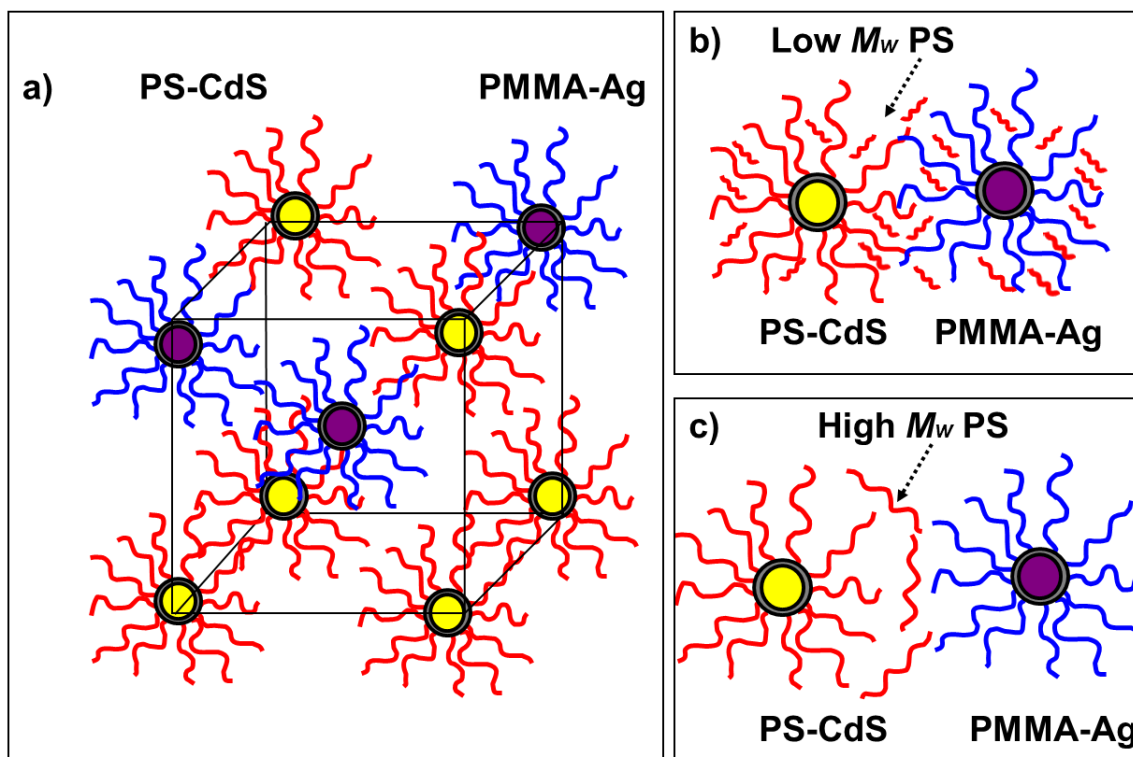 a)
PS-CdS
PMMA-Ag
b)
Low Mw PS
PS-CdS
PMMA-Ag
c)
High Mw PS
PS-CdS
PMMA-Ag